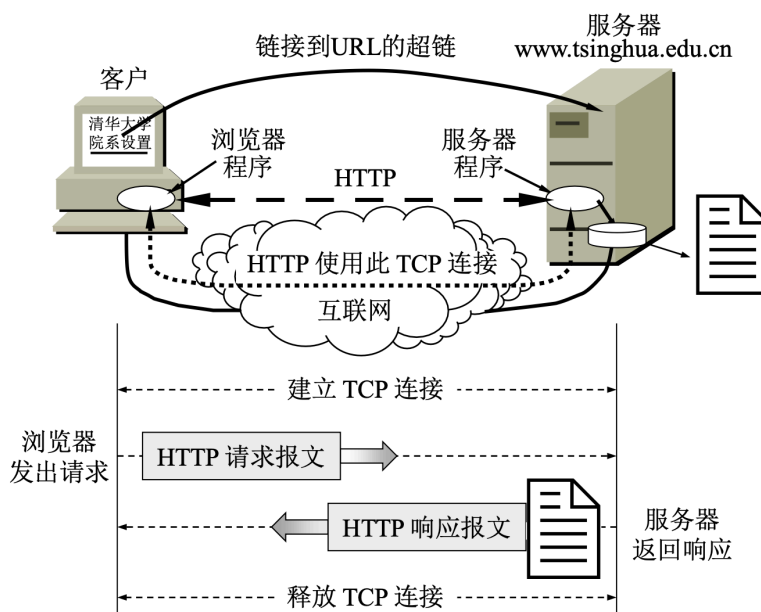 服务器
www.tsinghua.edu.cn
链接到URL的超链
客户
清华大学
院系设置
浏览器
程序
服务器
程序
HTTP
HTTP 使用此 TCP 连接
互联网
建立 TCP 连接
浏览器
发出请求
HTTP 请求报文
HTTP 响应报文
服务器
返回响应
释放 TCP 连接